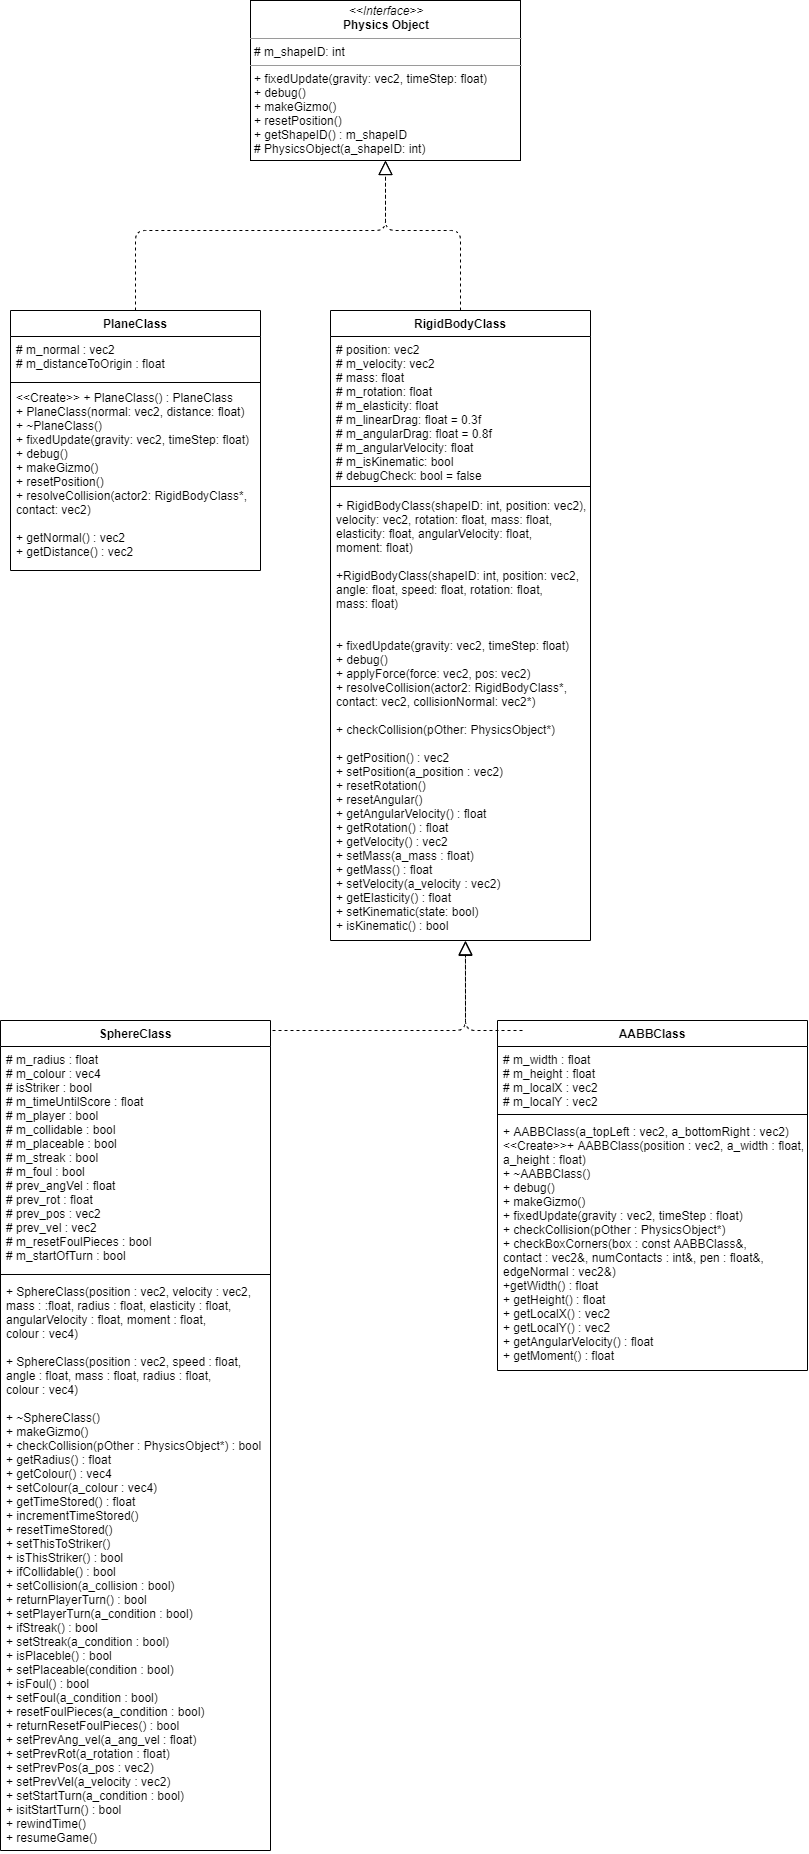 <<Interface>>
Physics Object
# m_shapeID: int
+ fixedUpdate(gravity: vec2, timeStep: float)
+ debug()
+ makeGizmo()
+ resetPosition()
+ getShapeID() : m_shapeID
# PhysicsObject(a_shapeID: int)
PlaneClass
# m_normal : vec2
# m_distanceToOrigin : float
<<Create>> + PlaneClass() : PlaneClass
+ PlaneClass(normal: vec2, distance: float)
+ ~PlaneClass()
+ fixedUpdate(gravity: vec2, timeStep: float)
+ debug()
+ makeGizmo()
+ resetPosition()
+ resolveCollision(actor2: RigidBodyClass*,
contact: vec2)
+ getNormal() : vec2
+ getDistance() : vec2
RigidBodyClass
# position: vec2
# m_velocity: vec2
# mass: float
# m_rotation: float
# m_elasticity: float
# m_linearDrag: float = 0.3f
# m_angularDrag: float = 0.8f
# m_angularVelocity: float
# m_isKinematic: bool
# debugCheck: bool = false
+ RigidBodyClass(shapeID: int, position: vec2),
velocity: vec2, rotation: float, mass: float,
elasticity: float, angularVelocity: float,
moment: float)
+RigidBodyClass(shapeID: int, position: vec2,
angle: float, speed: float, rotation: float,
mass: float)
+ fixedUpdate(gravity: vec2, timeStep: float)
+ debug()
+ applyForce(force: vec2, pos: vec2)
+ resolveCollision(actor2: RigidBodyClass*,
contact: vec2, collisionNormal: vec2*)
+ checkCollision(pOther: PhysicsObject*)
+ getPosition() : vec2
+ setPosition(a_position : vec2)
+ resetRotation()
+ resetAngular()
+ getAngularVelocity() : float
+ getRotation() : float
+ getVelocity() : vec2
+ setMass(a_mass : float)
+ getMass() : float
+ setVelocity(a_velocity : vec2)
+ getElasticity() : float
+ setKinematic(state: bool)
+ isKinematic() : bool
SphereClass
# m_radius : float
# m_colour : vec4
# isStriker : bool
# m_timeUntilScore : float
# m_player : bool
# m_collidable : bool
# m_placeable : bool
# m_streak : bool
# m_foul : bool
# prev_angVel : float
# prev_rot : float
# prev_pos : vec2
# prev_vel : vec2
# m_resetFoulPieces : bool
# m_startOfTurn : bool
+ SphereClass(position : vec2, velocity : vec2,
mass : :float, radius : float, elasticity : float,
angularVelocity : float, moment : float,
colour : vec4)
+ SphereClass(position : vec2, speed : float,
angle : float, mass : float, radius : float,
colour : vec4)
+ ~SphereClass()
+ makeGizmo()
+ checkCollision(pOther : PhysicsObject*) : bool
+ getRadius() : float
+ getColour() : vec4
+ setColour(a_colour : vec4)
+ getTimeStored() : float
+ incrementTimeStored()
+ resetTimeStored()
+ setThisToStriker()
+ isThisStriker() : bool
+ ifCollidable() : bool
+ setCollision(a_collision : bool)
+ returnPlayerTurn() : bool
+ setPlayerTurn(a_condition : bool)
+ ifStreak() : bool
+ setStreak(a_condition : bool)
+ isPlaceble() : bool
+ setPlaceable(condition : bool)
+ isFoul() : bool
+ setFoul(a_condition : bool)
+ resetFoulPieces(a_condition : bool)
+ returnResetFoulPieces() : bool
+ setPrevAng_vel(a_ang_vel : float)
+ setPrevRot(a_rotation : float)
+ setPrevPos(a_pos : vec2)
+ setPrevVel(a_velocity : vec2)
+ setStartTurn(a_condition : bool)
+ isitStartTurn() : bool
+ rewindTime()
+ resumeGame()
AABBClass
# m_width : float
# m_height : float
# m_localX : vec2
# m_localY : vec2
+ AABBClass(a_topLeft : vec2, a_bottomRight : vec2)
<<Create>>+ AABBClass(position : vec2, a_width : float,
a_height : float)
+ ~AABBClass()
+ debug()
+ makeGizmo()
+ fixedUpdate(gravity : vec2, timeStep : float)
+ checkCollision(pOther : PhysicsObject*)
+ checkBoxCorners(box : const AABBClass&,
contact : vec2&, numContacts : int&, pen : float&,
edgeNormal : vec2&)
+getWidth() : float
+ getHeight() : float
+ getLocalX() : vec2
+ getLocalY() : vec2
+ getAngularVelocity() : float
+ getMoment() : float